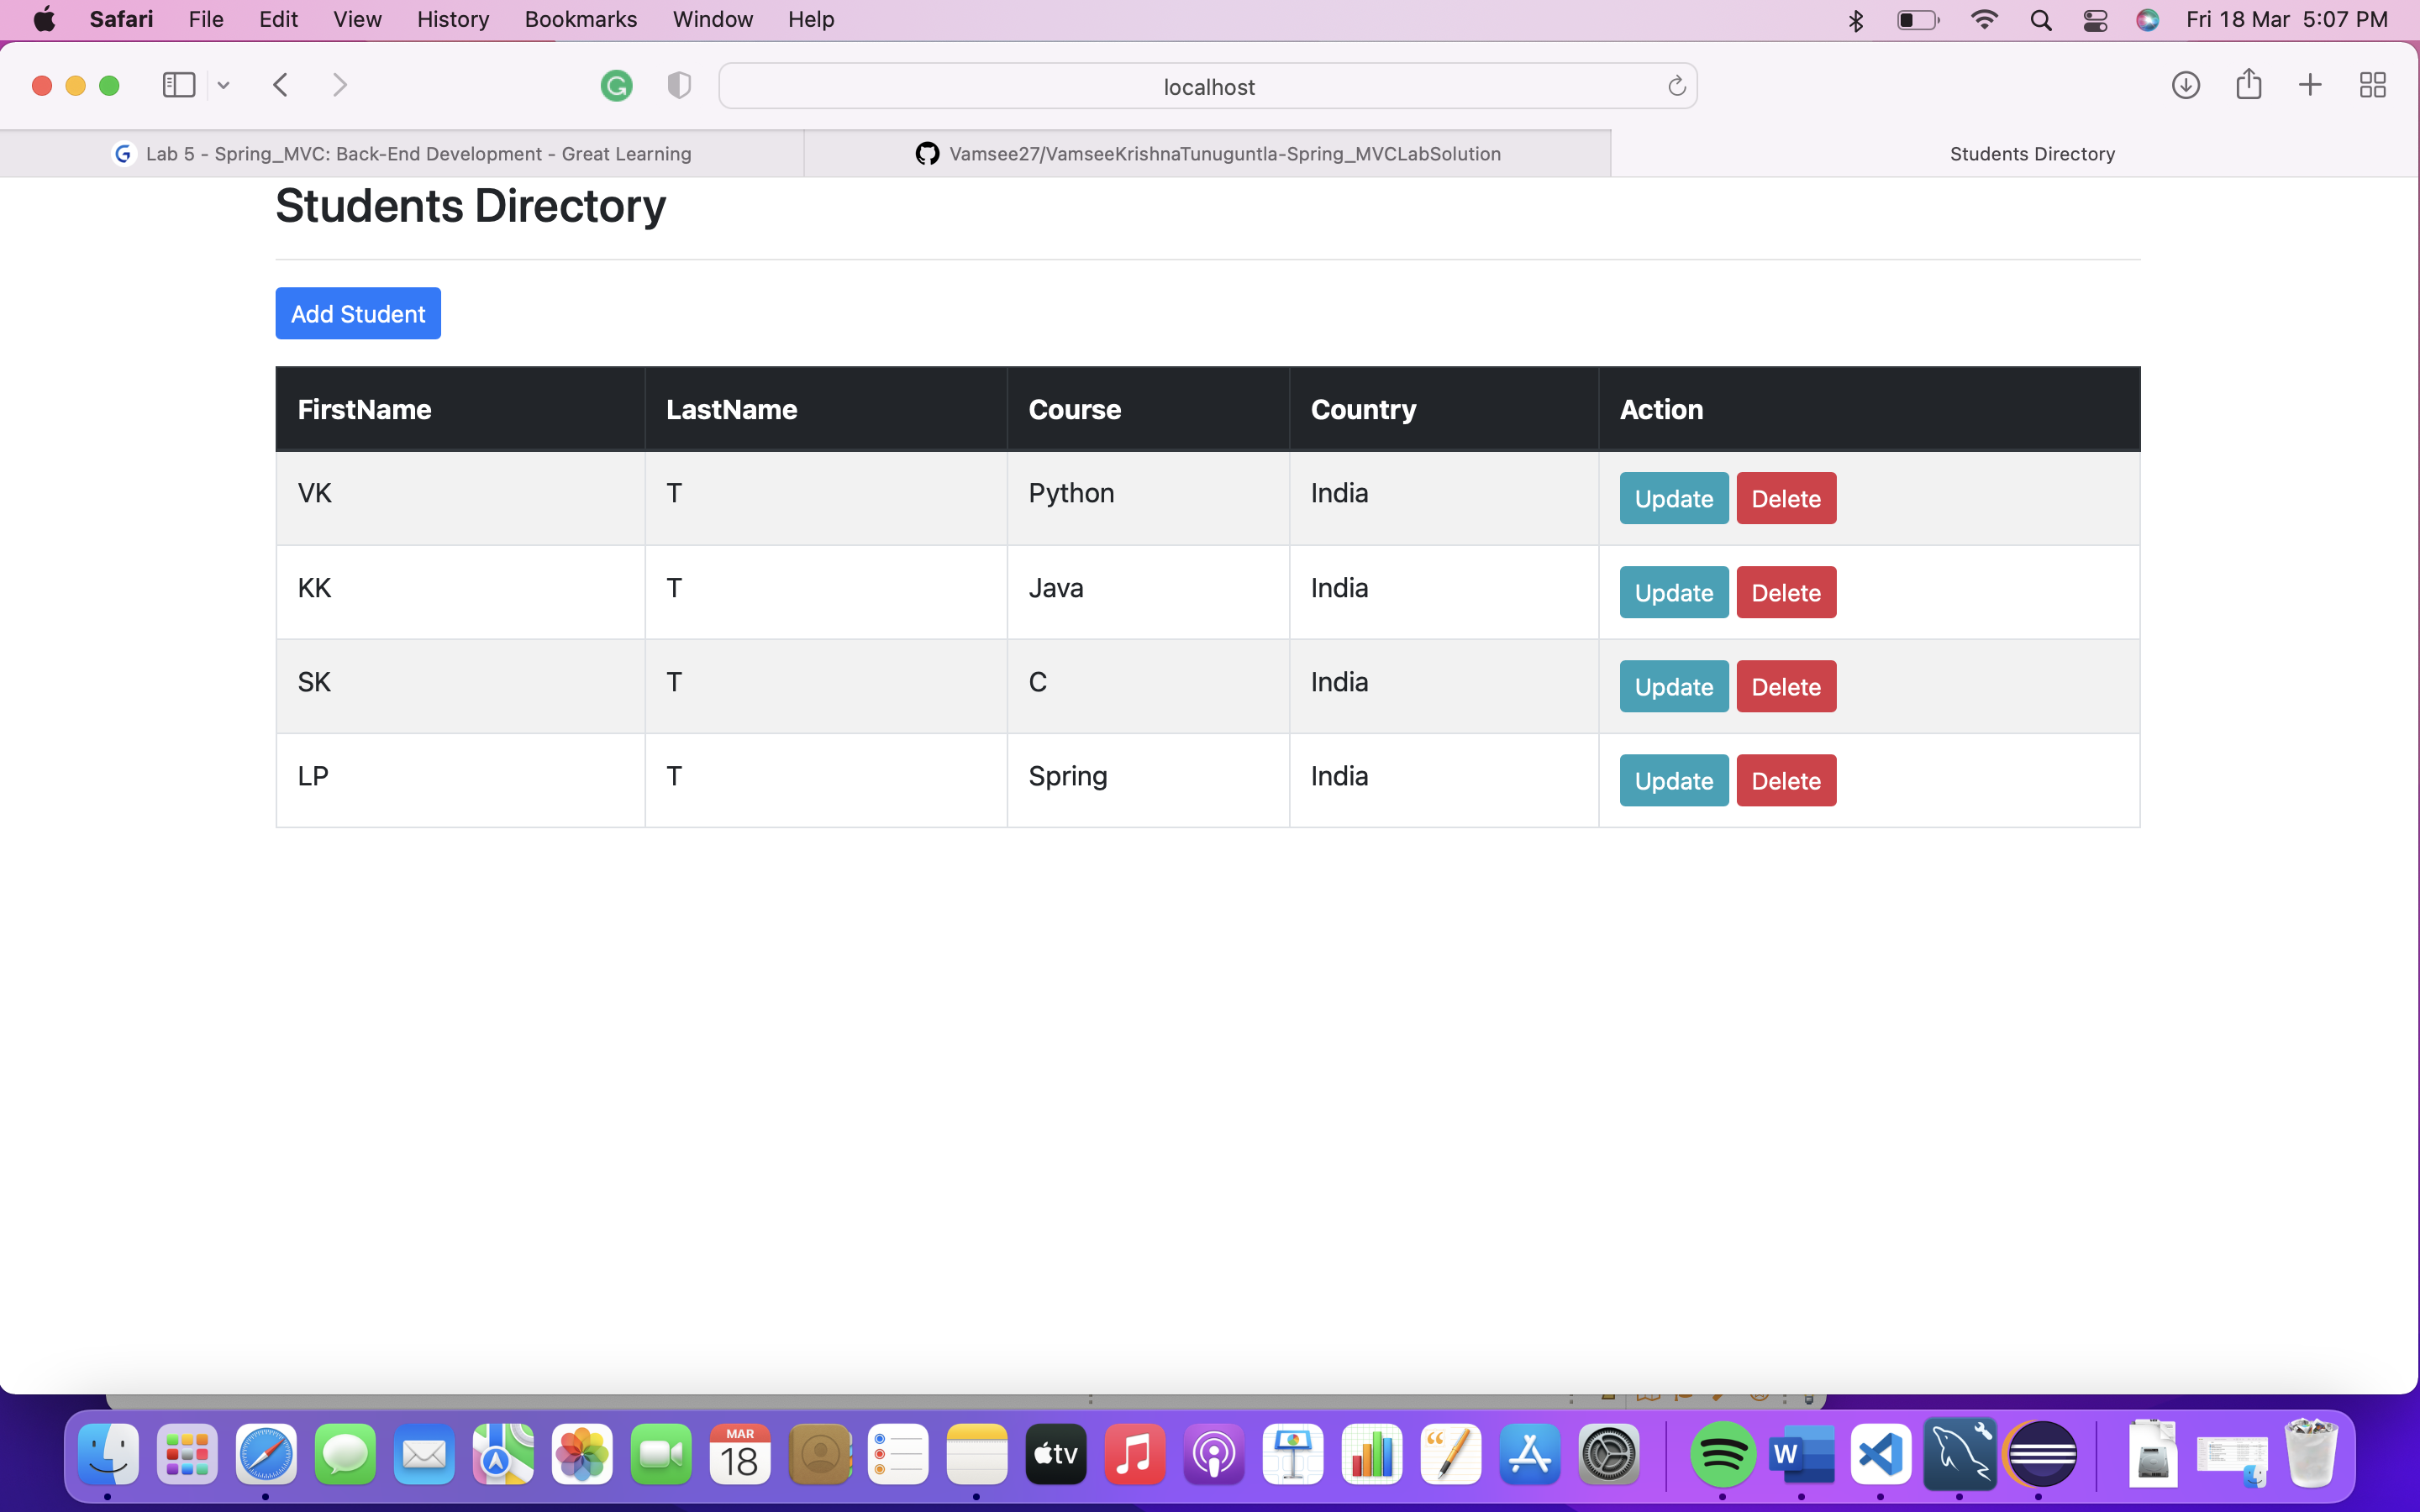 Safari File Edit View History Bookmarks Window Help Fri 18 Mar 5:07 PM
localhost
Lab 5 - Spring_MVC: Back-End Development - Great Learning
Vamsee27/VamseeKrishnaTunuguntla-Spring_MVCLabSolution
Students Directory
Students Directory
Add Student
FirstName LastName Course Country Action
VK T Python India Update Delete
KK T Java India Update Delete
SK T C India Update Delete
LP T Spring India Update Delete
MAR
18
tv
W